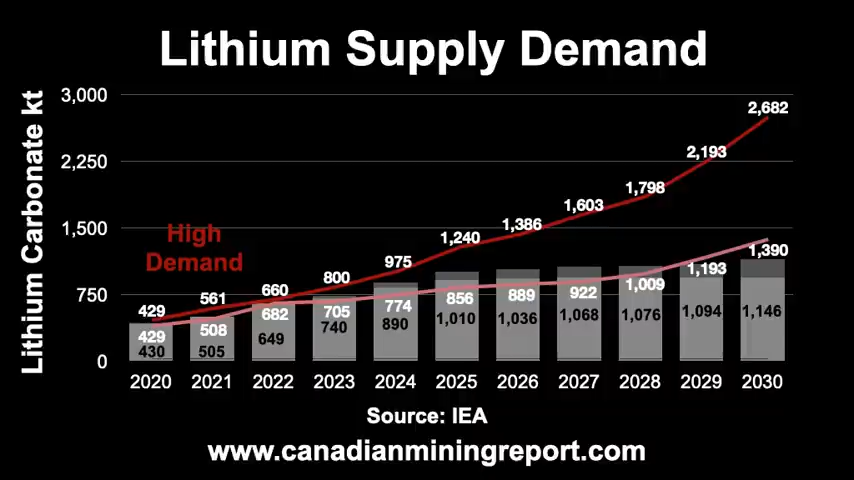 Lithium Supply Demand
Lithium Carbonate kt
3,000
2,250
1,500
750
0
High
Demand
429 561 660 800 975 1,240 1,386 1,603 1,798 2,193 2,682
429 508 682 705 774 856 889 922 1,009 1,193 1,390
430 505 649 740 890 1,010 1,036 1,068 1,076 1,094 1,146
2020 2021 2022 2023 2024 2025 2026 2027 2028 2029 2030
Source: IEA
www.canadianminingreport.com